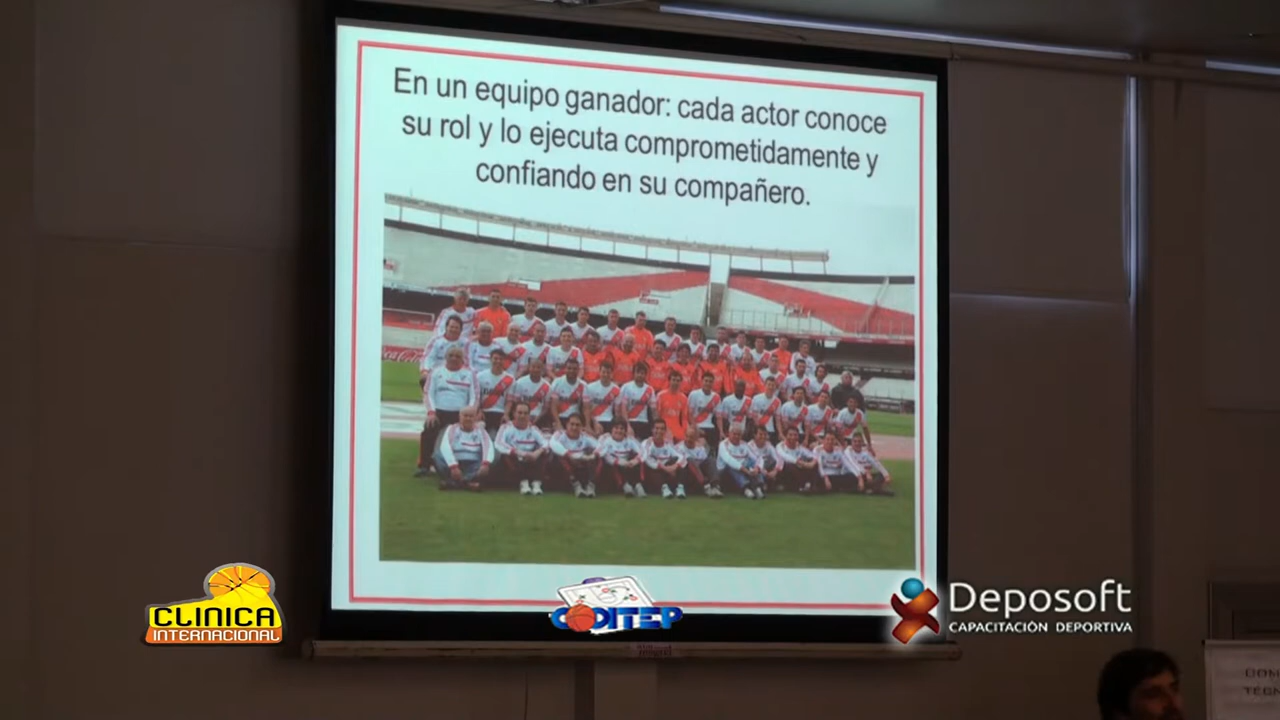 En un equipo ganador: cada actor conoce
su rol y lo ejecuta comprometidamente y
confiando en su compañero.
CLINICA
INTERNACIONAL
CODITEP
Deposoft
CAPACITACIÓN DEPORTIVA